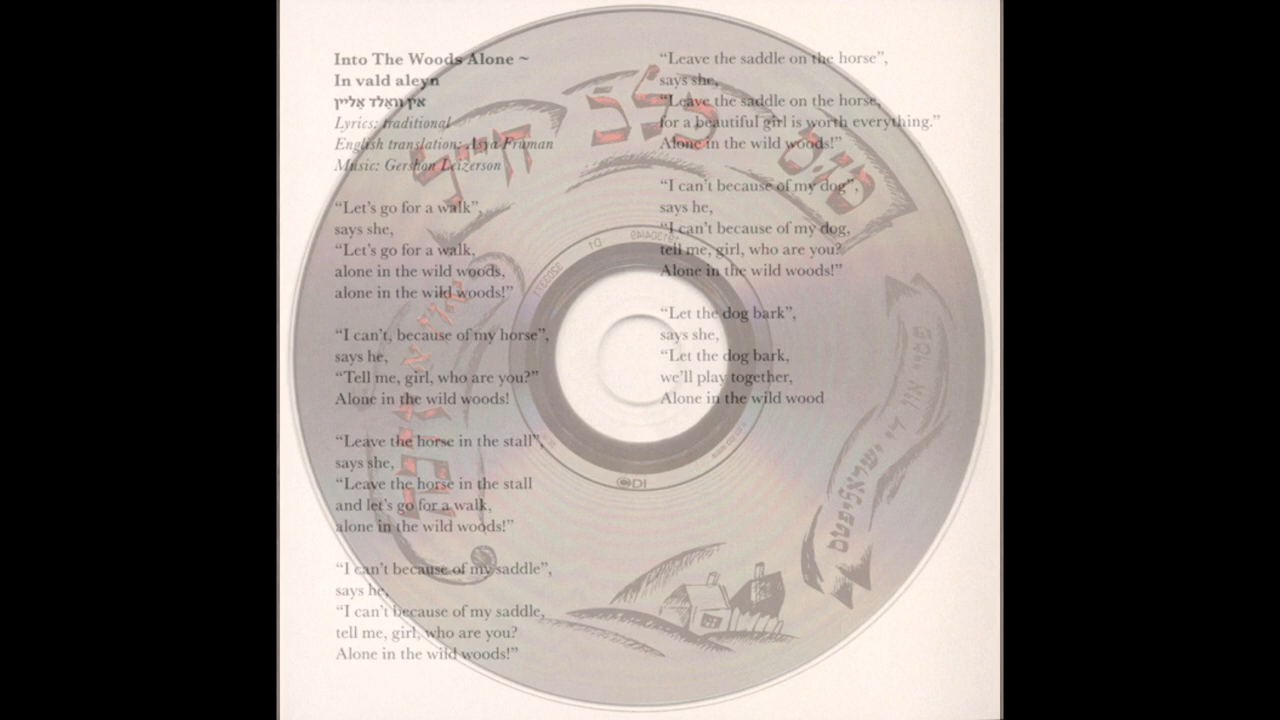 Into The Woods Alone ~
In vald aleyn
אין וואַלד אַליין
Lyrics: traditional
English translation: Asya Fruman
Music: Gershon Leizerson
“Let’s go for a walk”,
says she,
“Let’s go for a walk,
alone in the wild woods,
alone in the wild woods!”
“I can’t, because of my horse”,
says he,
“Tell me, girl, who are you?”
Alone in the wild woods!
“Leave the horse in the stall”,
says she,
“Leave the horse in the stall
and let’s go for a walk,
alone in the wild woods!”
“I can’t because of my saddle”,
says he,
“I can’t because of my saddle,
tell me, girl, who are you?
Alone in the wild woods!”
“Leave the saddle on the horse”,
says she,
“Leave the saddle on the horse,
for a beautiful girl is worth everything.”
Alone in the wild woods!”
“I can’t because of my dog”,
says he,
“I can’t because of my dog,
tell me, girl, who are you?
Alone in the wild woods!”
“Let the dog bark”,
says she,
“Let the dog bark,
we’ll play together,
Alone in the wild wood